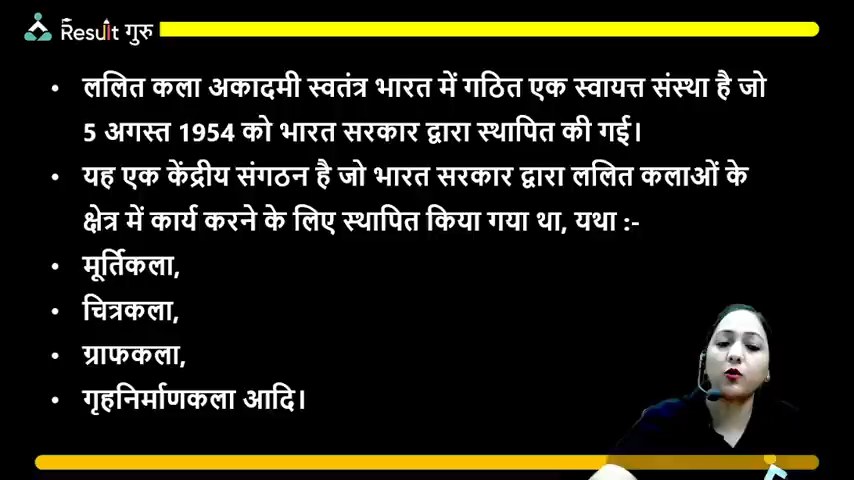 Result गुरु
• ललित कला अकादमी स्वतंत्र भारत में गठित एक स्वायत्त संस्था है जो
5 अगस्त 1954 को भारत सरकार द्वारा स्थापित की गई।
• यह एक केंद्रीय संगठन है जो भारत सरकार द्वारा ललित कलाओं के
क्षेत्र में कार्य करने के लिए स्थापित किया गया था, यथा :-
• मूर्तिकला,
• चित्रकला,
• ग्राफकला,
• गृहनिर्माणकला आदि।